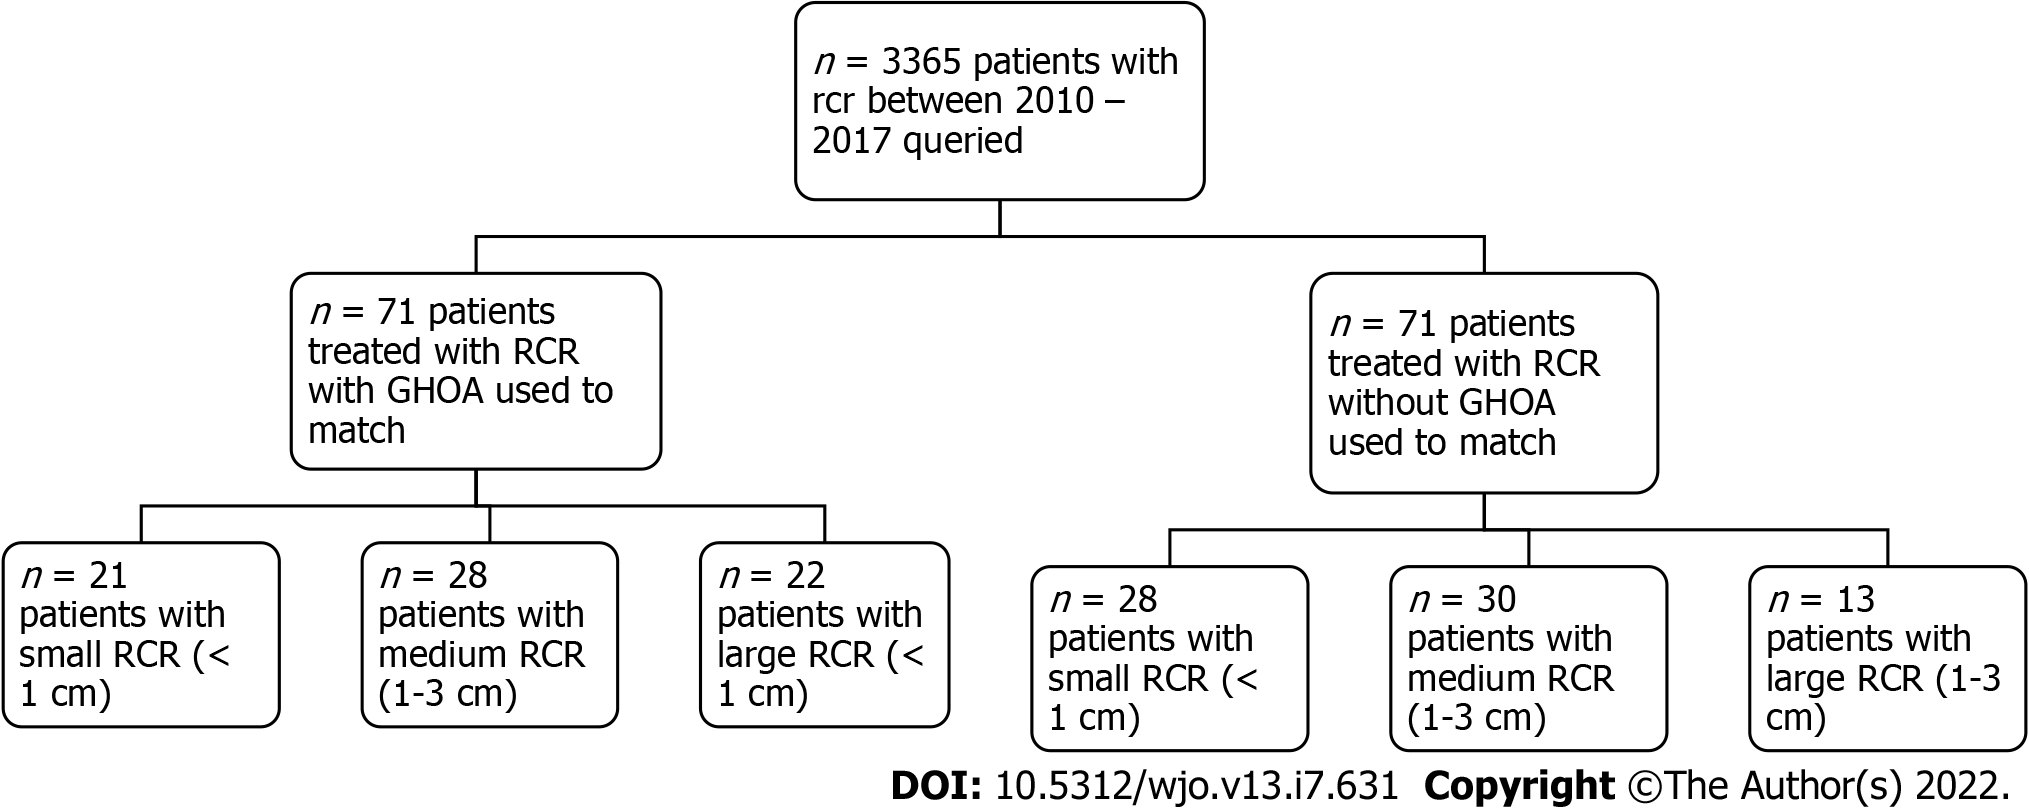 n = 3365 patients with
rcr between 2010 –
2017 queried
n = 71 patients
treated with RCR
with GHOA used to
match
n = 71 patients
treated with RCR
without GHOA
used to match
n = 21
patients with
small RCR (<
1 cm)
n = 28
patients with
medium RCR
(1-3 cm)
n = 22
patients with
large RCR (<
1 cm)
n = 28
patients with
small RCR (<
1 cm)
n = 30
patients with
medium RCR
(1-3 cm)
n = 13
patients with
large RCR (1-3
cm)
DOI: 10.5312/wjo.v13.i7.631 Copyright ©The Author(s) 2022.